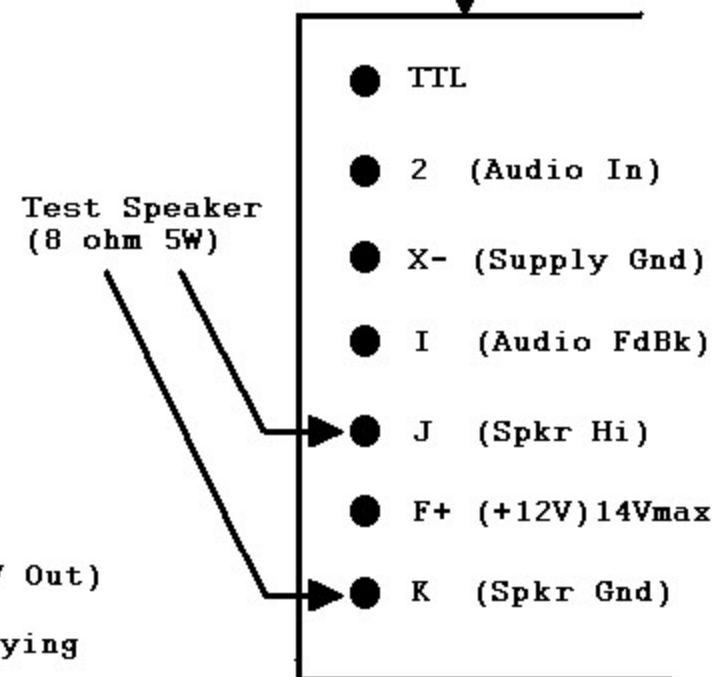 TTL
2 (Audio In)
Test Speaker
(8 ohm 5W)
X- (Supply Gnd)
I (Audio FdBk)
J (Spkr Hi)
F+ (+12V)14Vmax
Out)
K (Spkr Gnd)